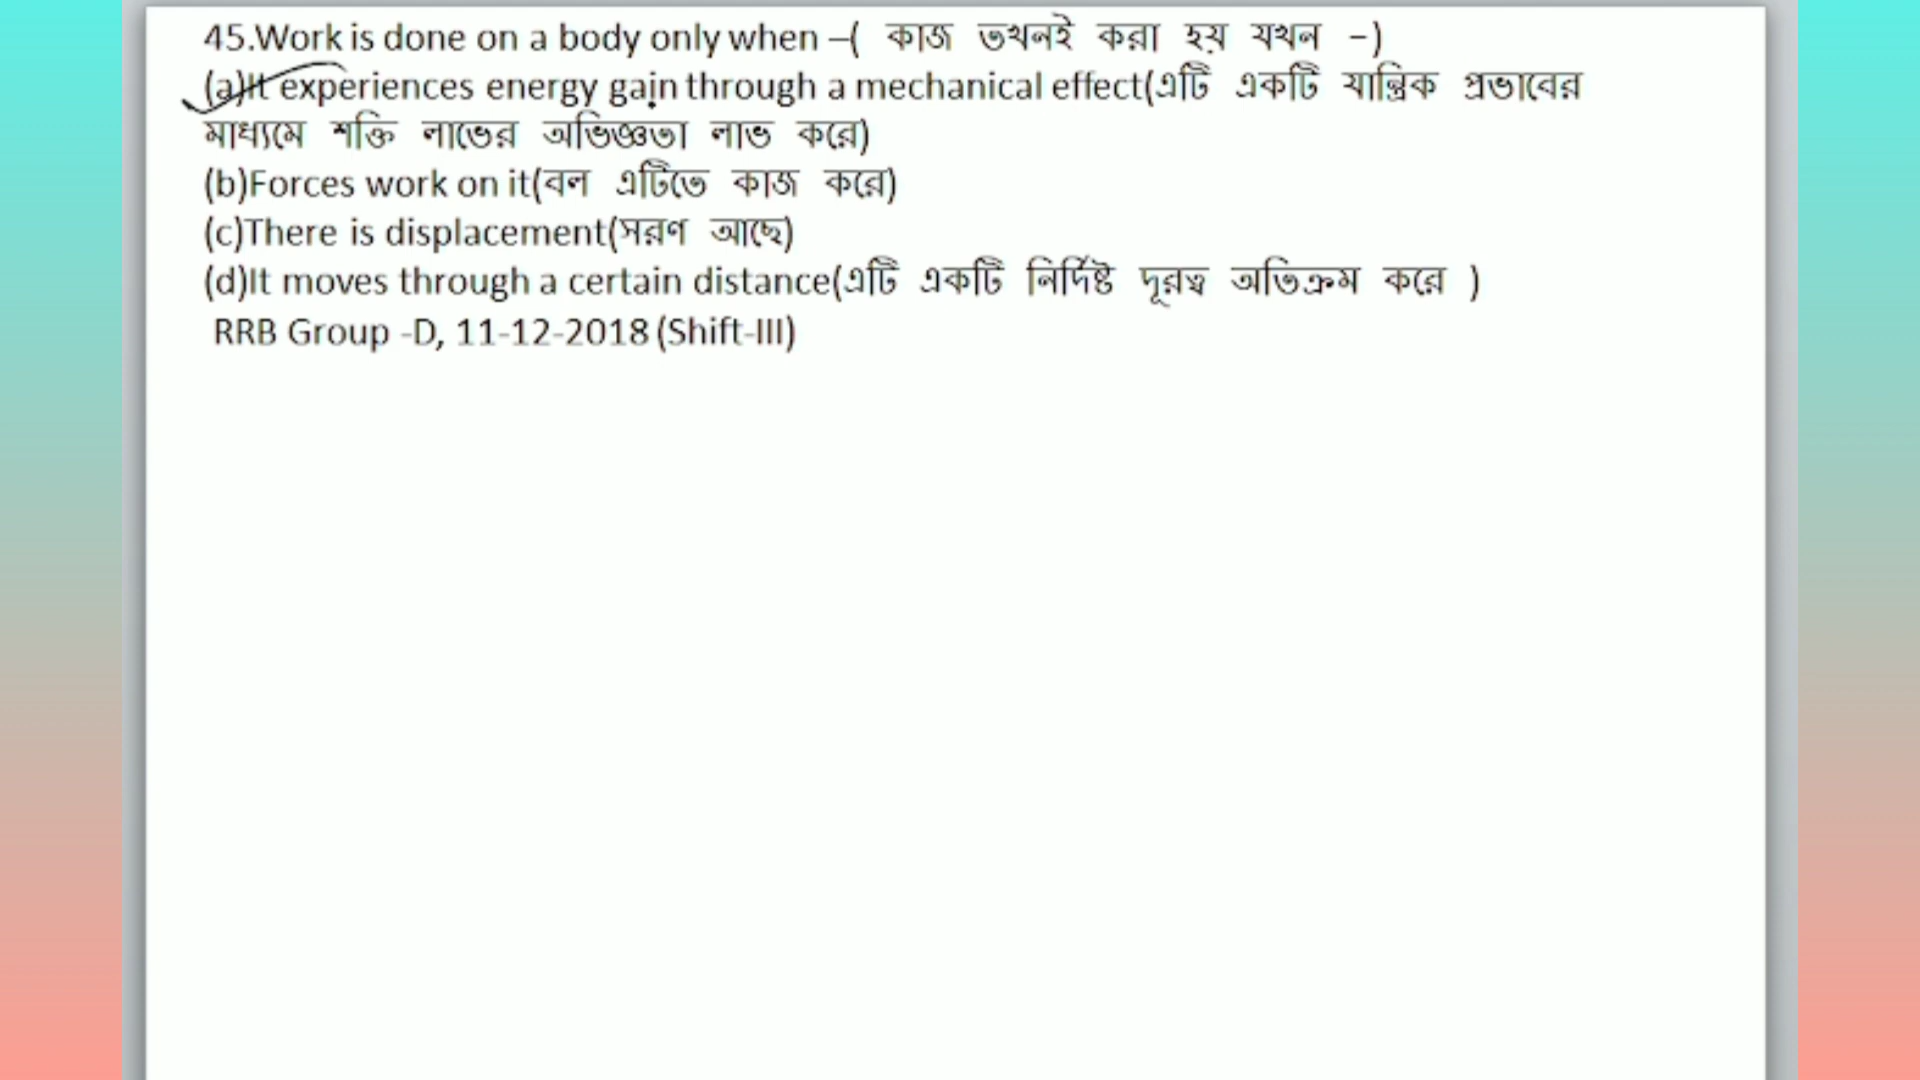 45.Work is done on a body only when –( কাজ তখনই করা হয় যখন –)
(a)It experiences energy gain through a mechanical effect(এটি একটি যান্ত্রিক প্রভাবের
মাধ্যমে শক্তি লাভের অভিজ্ঞতা লাভ করে)
(b)Forces work on it(বল এটিতে কাজ করে)
(c)There is displacement(সরণ আছে)
(d)It moves through a certain distance(এটি একটি নির্দিষ্ট দূরত্ব অতিক্রম করে )
RRB Group -D, 11-12-2018 (Shift-III)